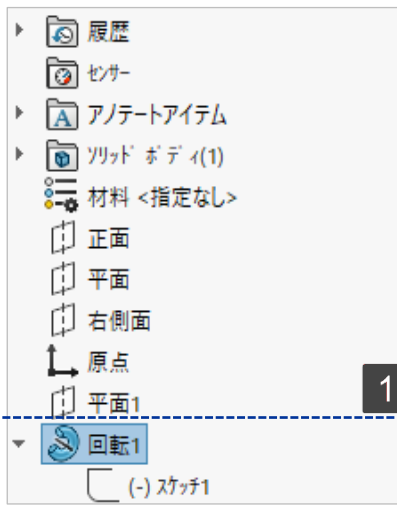 履歴
ｾﾝｻｰ
アノテートアイテム
ｿﾘｯﾄﾞ ﾎﾞﾃﾞｨ(1)
材料 <指定なし>
正面
平面
右側面
原点
1
平面1
回転1
(-) ｽｹｯﾁ1